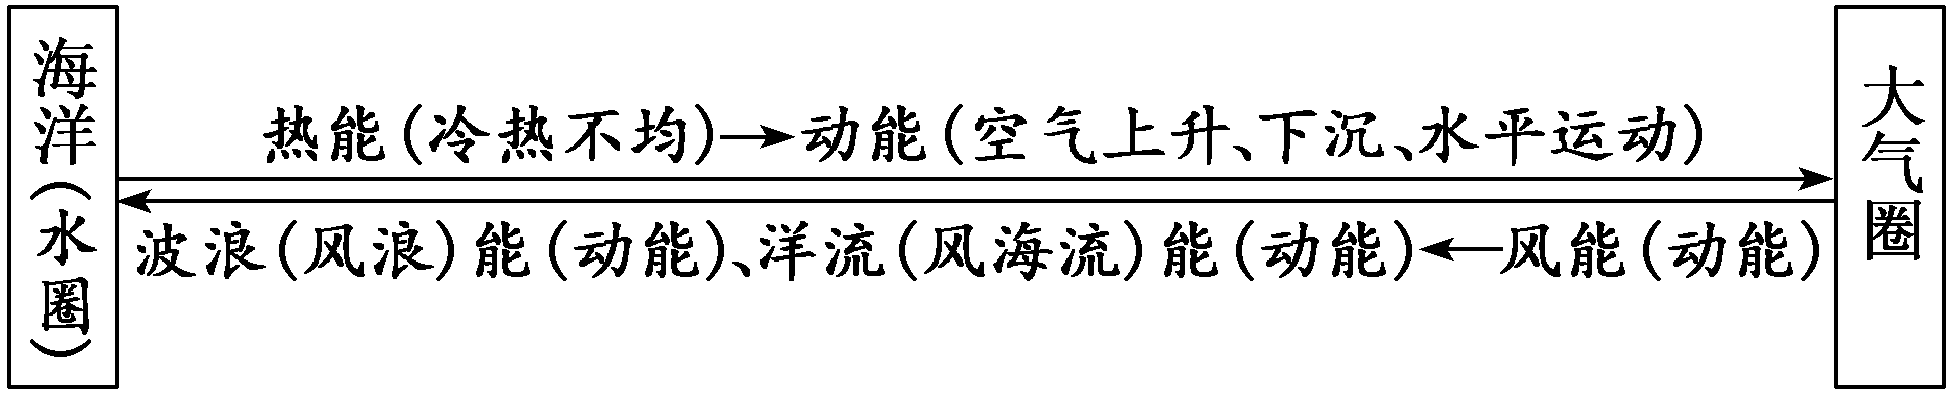 海洋(水圈)
热能(冷热不均)→动能(空气上升、下沉、水平运动)
波浪(风浪)能(动能)、洋流(风海流)能(动能)←风能(动能)
大气圈